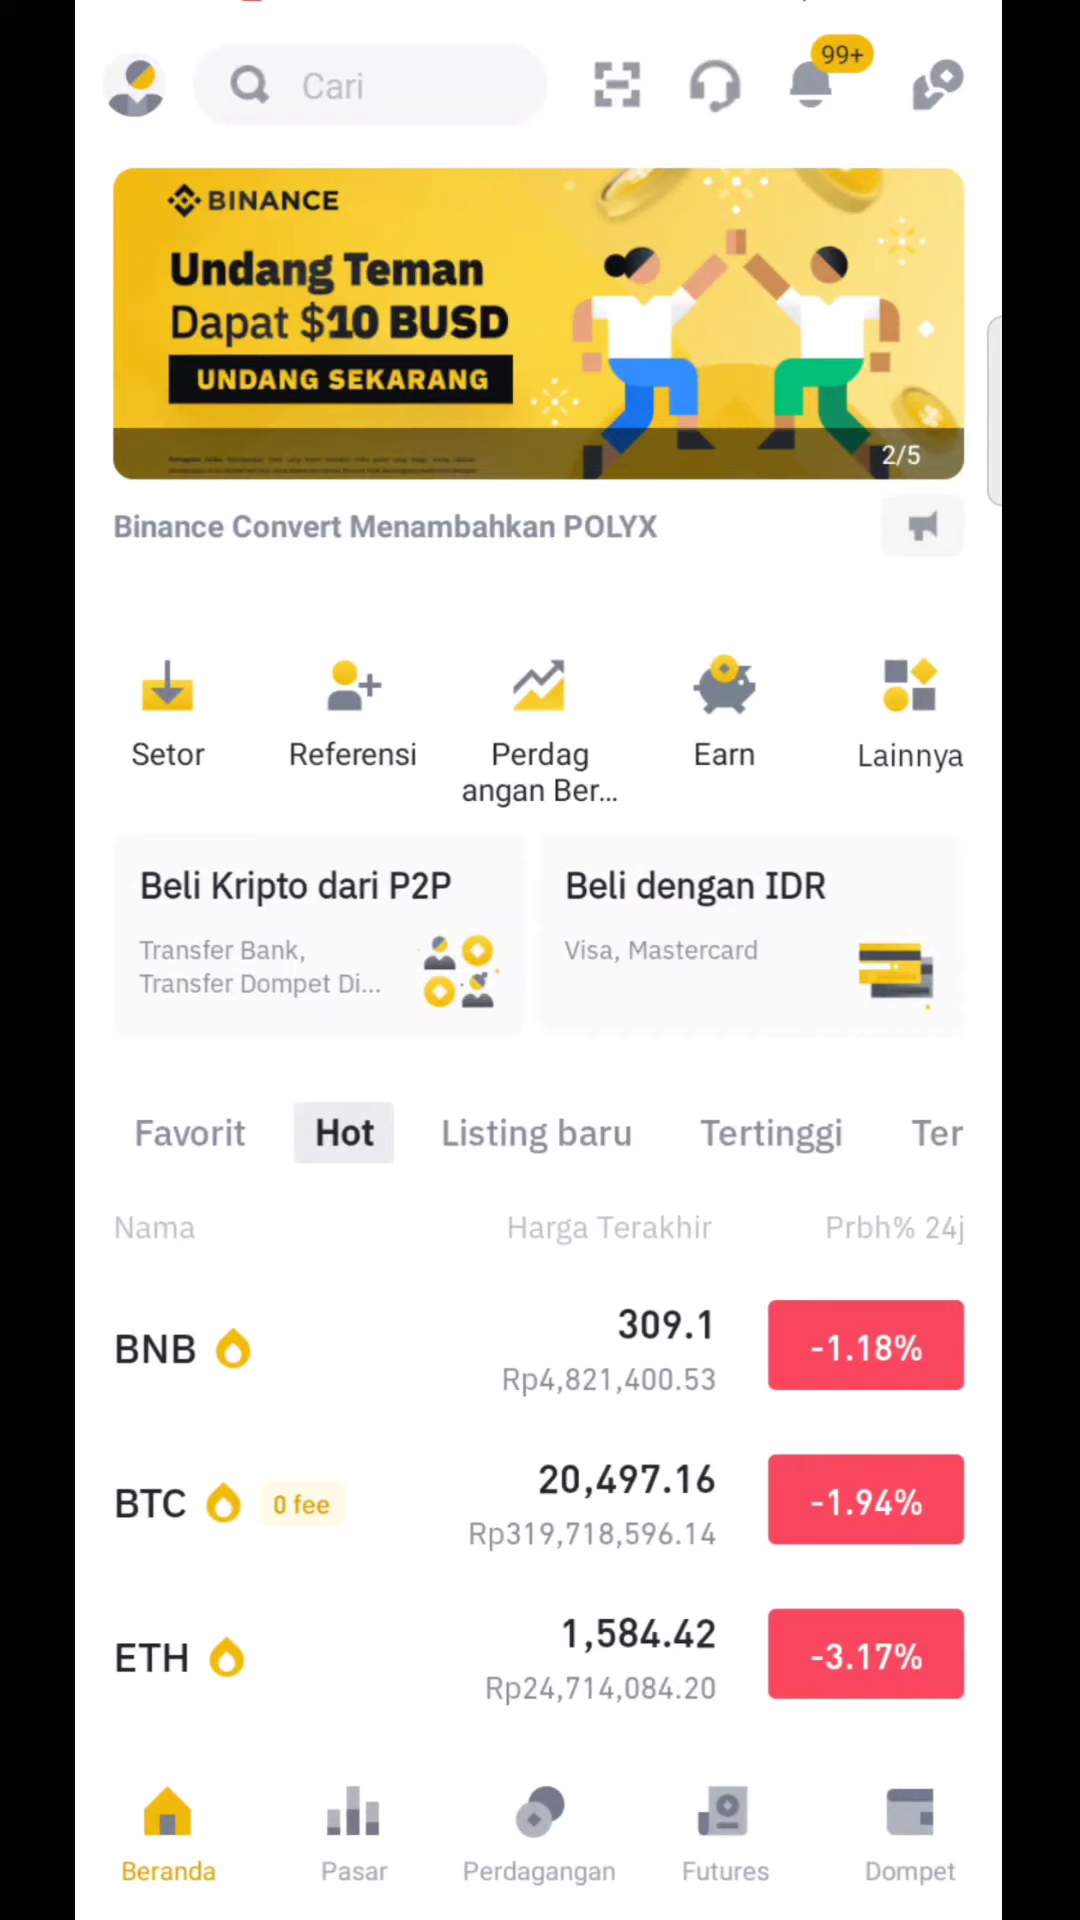 Cari
99+
BINANCE
Undang Teman
Dapat $10 BUSD
UNDANG SEKARANG
2/5
Binance Convert Menambahkan POLYX
Setor
Referensi
Perdag
angan Ber...
Earn
Lainnya
Beli Kripto dari P2P
Transfer Bank,
Transfer Dompet Di...
Beli dengan IDR
Visa, Mastercard
Favorit Hot Listing baru Tertinggi Ter
Nama Harga Terakhir Prbh% 24j
BNB 309.1 -1.18%
Rp4,821,400.53
BTC 0 fee 20,497.16 -1.94%
Rp319,718,596.14
ETH 1,584.42 -3.17%
Rp24,714,084.20
Beranda Pasar Perdagangan Futures Dompet